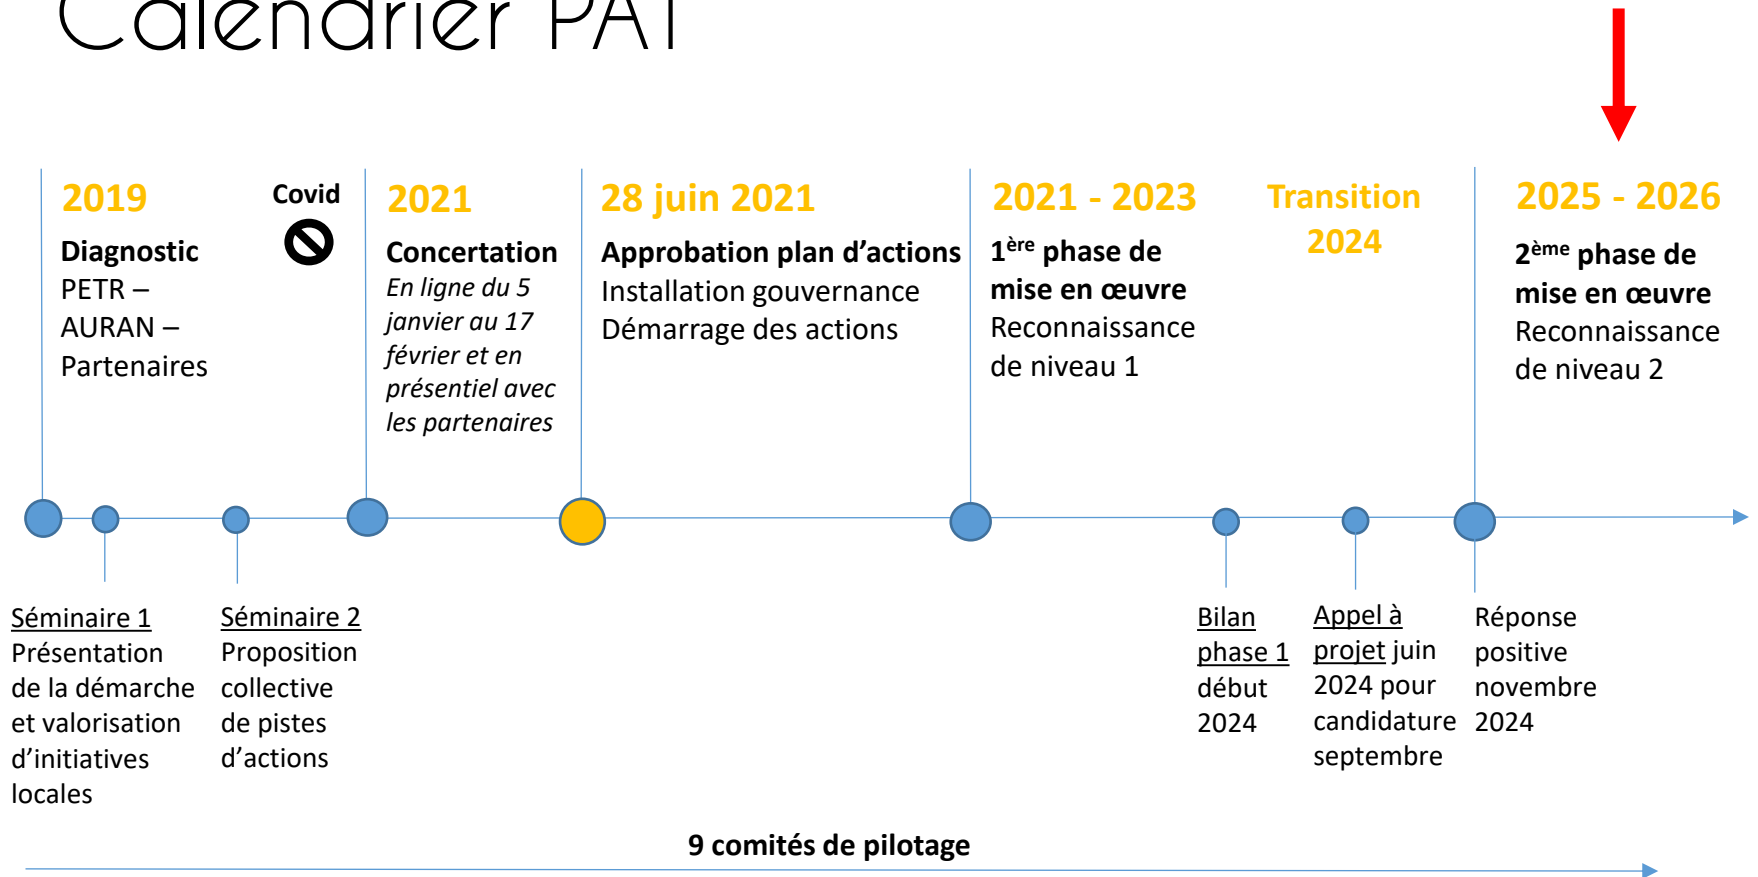 Calendrier PAT
2019
Diagnostic
PETR –
AURAN –
Partenaires
Covid
2021
Concertation
En ligne du 5
janvier au 17
février et en
présentiel avec
les partenaires
28 juin 2021
Approbation plan d’actions
Installation gouvernance
Démarrage des actions
2021 - 2023
1ère phase de
mise en œuvre
Reconnaissance
de niveau 1
Transition
2024
2025 - 2026
2ème phase de
mise en œuvre
Reconnaissance
de niveau 2
Séminaire 1
Présentation
de la démarche
et valorisation
d’initiatives
locales
Séminaire 2
Proposition
collective
de pistes
d’actions
Bilan
phase 1
début
2024
Appel à
projet juin
2024 pour
candidature
septembre
Réponse
positive
novembre
2024
9 comités de pilotage